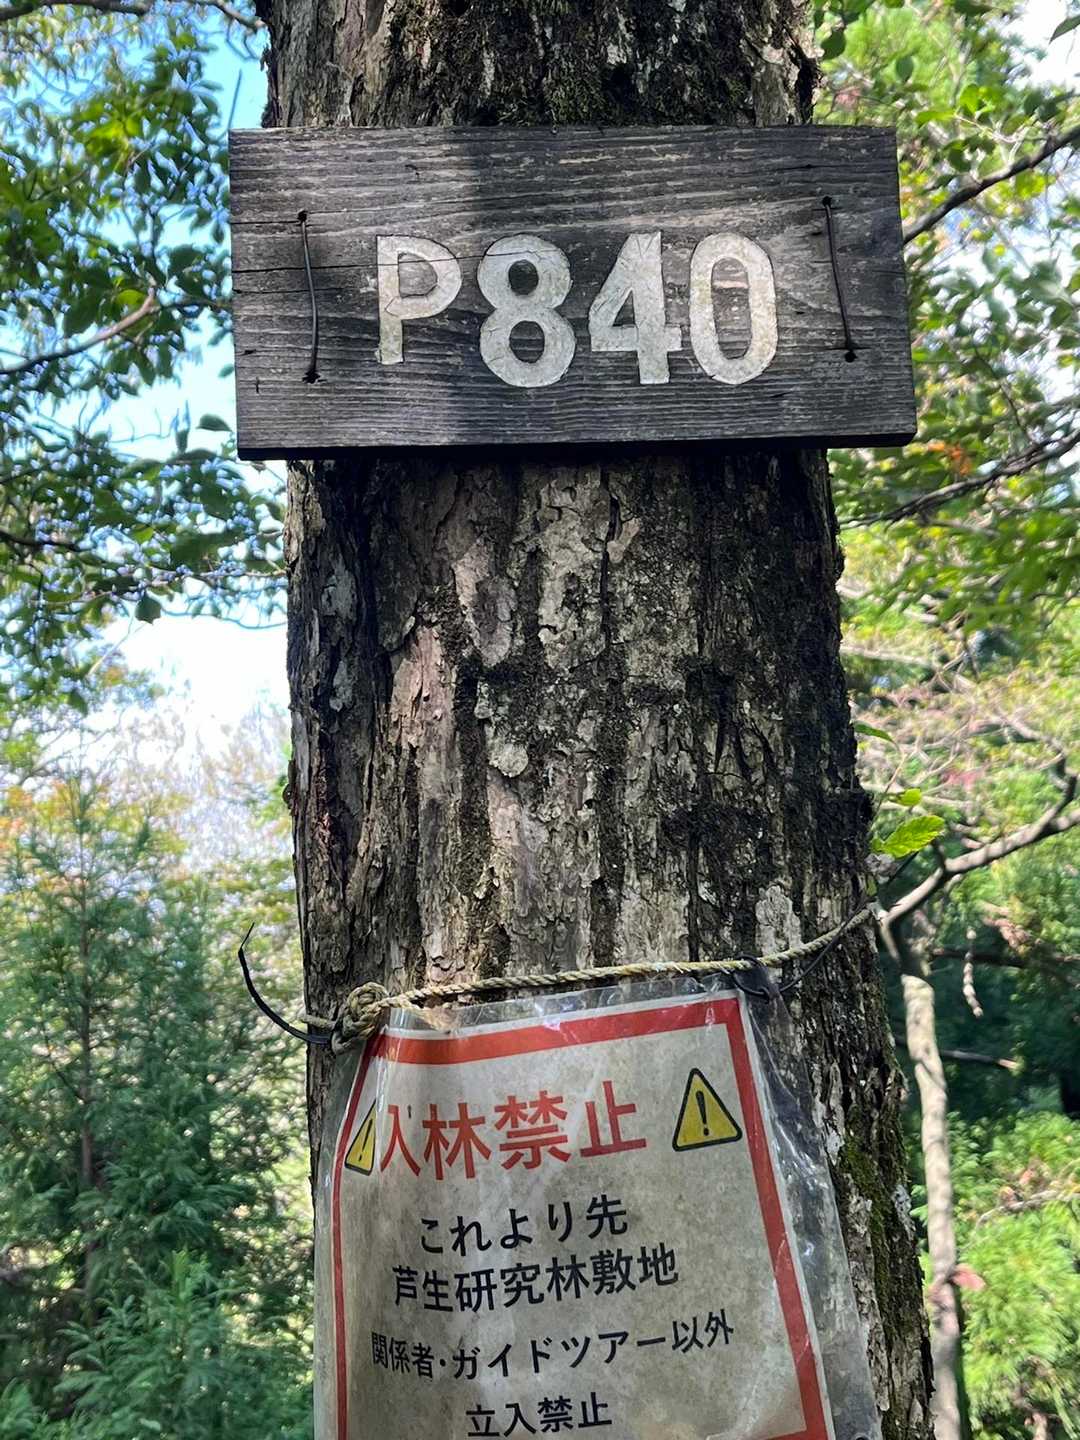 P840
入林禁止
これより先
芦生研究林敷地
関係者・ガイドツアー以外
立入禁止